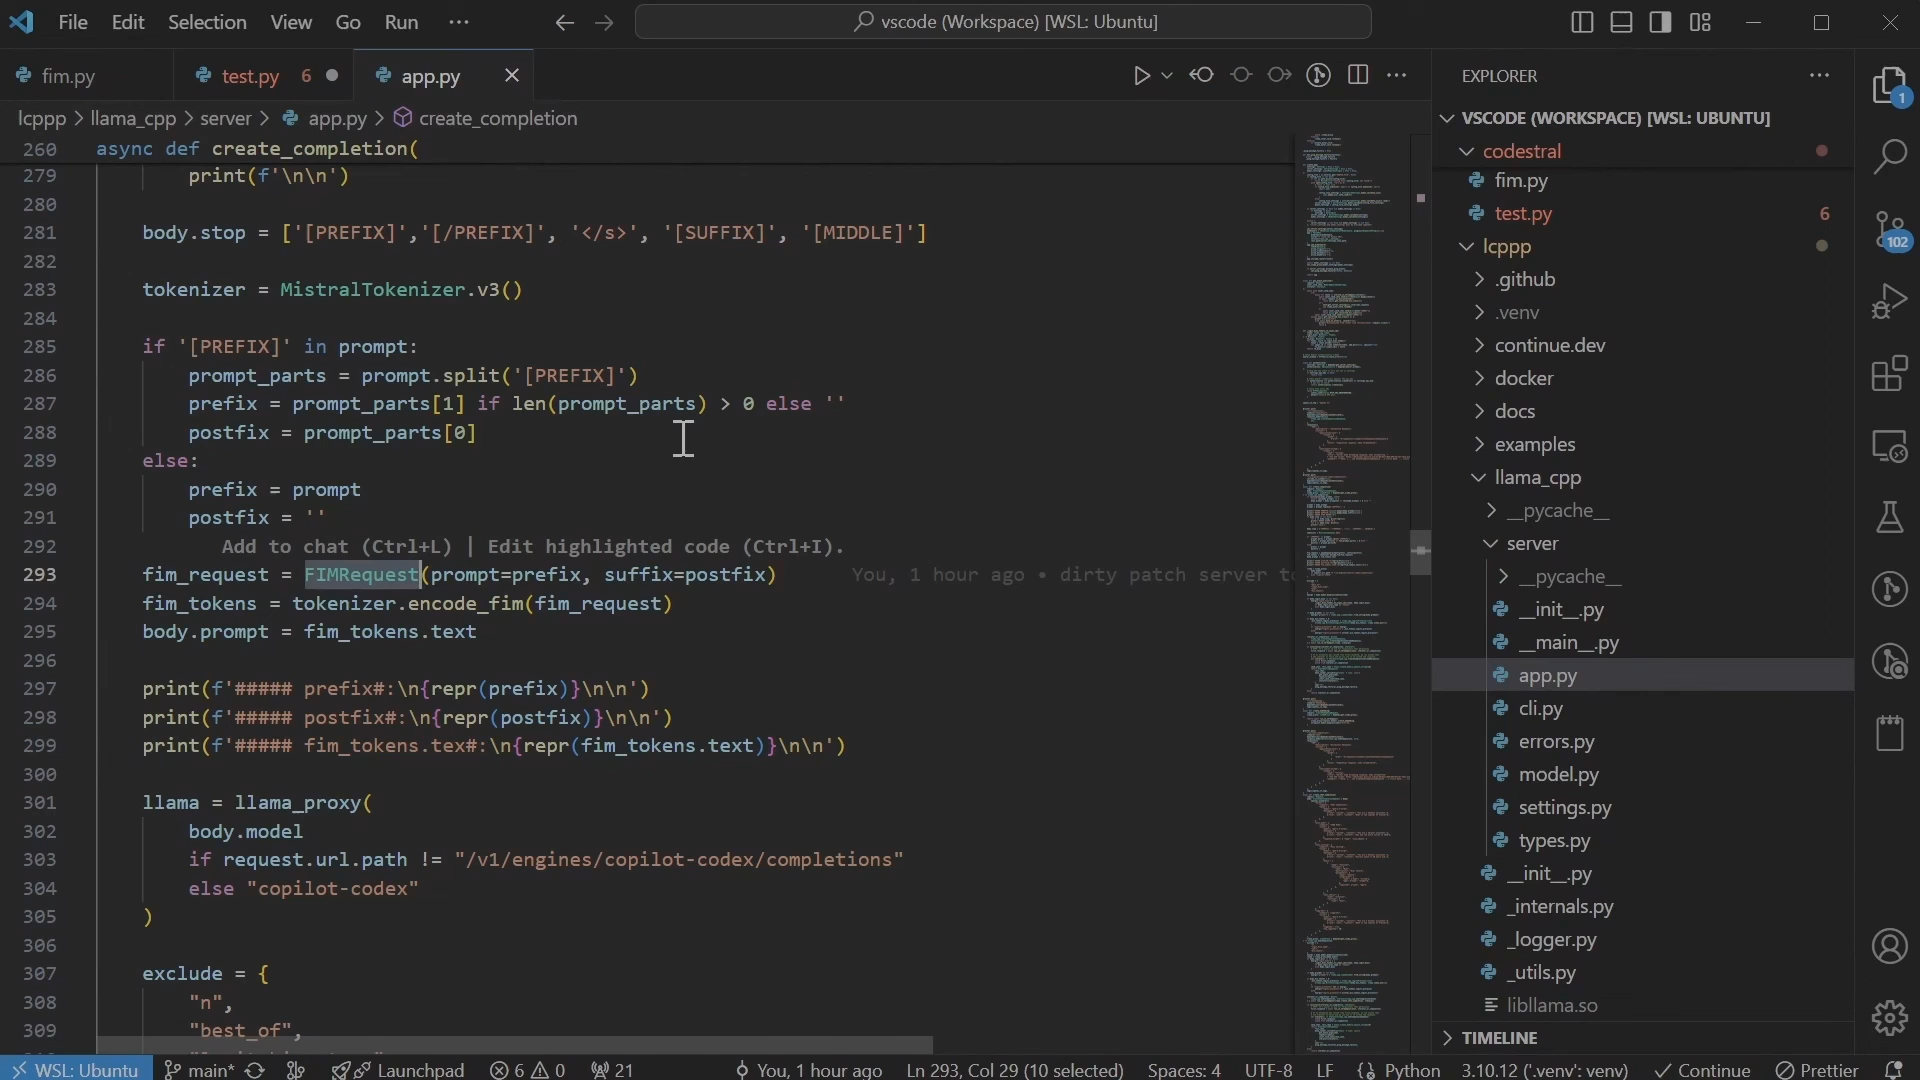 File Edit Selection View Go Run ···
vscode (Workspace) [WSL: Ubuntu]
fim.py
test.py 6
app.py
lcppp > llama_cpp > server > app.py > create_completion
260 async def create_completion(
279 print(f'\n\n')
280
281 body.stop = ['[PREFIX]','[/PREFIX]', '</s>', '[SUFFIX]', '[MIDDLE]']
282
283 tokenizer = MistralTokenizer.v3()
284
285 if '[PREFIX]' in prompt:
286 prompt_parts = prompt.split('[PREFIX]')
287 prefix = prompt_parts[1] if len(prompt_parts) > 0 else ''
288 postfix = prompt_parts[0]
289 else:
290 prefix = prompt
291 postfix = ''
292 Add to chat (Ctrl+L) | Edit highlighted code (Ctrl+I).
293 fim_request = FIMRequest(prompt=prefix, suffix=postfix) You, 1 hour ago • dirty patch server to
294 fim_tokens = tokenizer.encode_fim(fim_request)
295 body.prompt = fim_tokens.text
296
297 print(f'##### prefix#:\n{repr(prefix)}\n\n')
298 print(f'##### postfix#:\n{repr(postfix)}\n\n')
299 print(f'##### fim_tokens.tex#:\n{repr(fim_tokens.text)}\n\n')
300
301 llama = llama_proxy(
302 body.model
303 if request.url.path != "/v1/engines/copilot-codex/completions"
304 else "copilot-codex"
305 )
306
307 exclude = {
308 "n",
309 "best_of",
EXPLORER
VSCODE (WORKSPACE) [WSL: UBUNTU]
codestral
fim.py
test.py 6
lcppp
.github
.venv
continue.dev
docker
docs
examples
llama_cpp
__pycache__
server
__pycache__
__init__.py
__main__.py
app.py
cli.py
errors.py
model.py
settings.py
types.py
__init__.py
_internals.py
_logger.py
_utils.py
libllama.so
TIMELINE
1
102
WSL: Ubuntu main* Launchpad 6 0 21 You, 1 hour ago Ln 293, Col 29 (10 selected) Spaces: 4 UTF-8 LF Python 3.10.12 ('.venv': venv) Continue Prettier